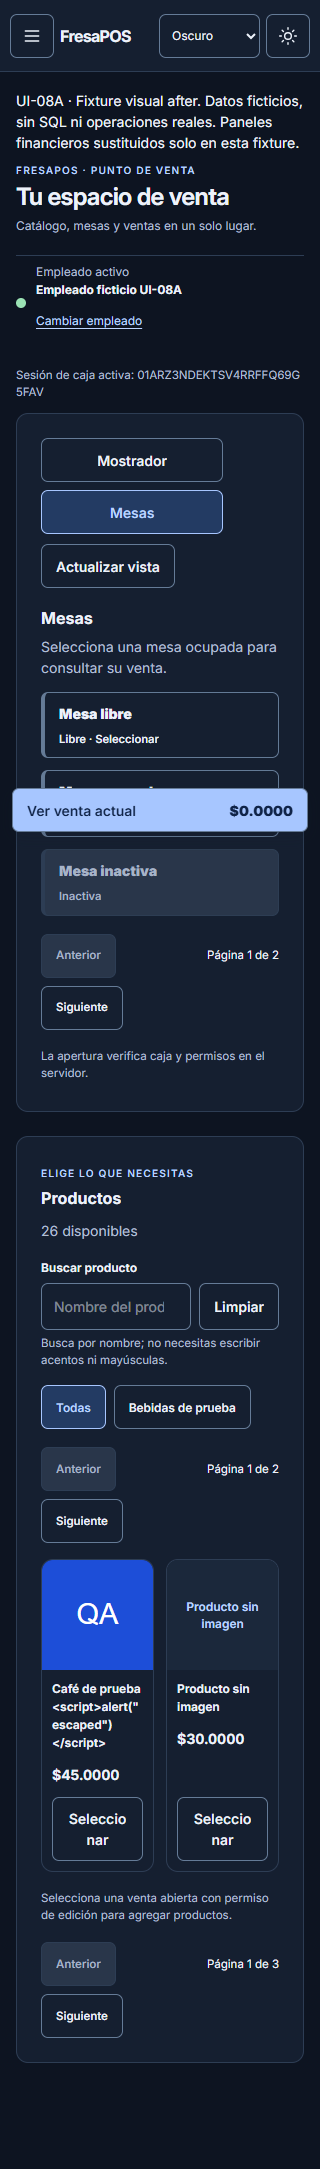 FresaPOS
Oscuro
UI-08A · Fixture visual after. Datos ficticios,
sin SQL ni operaciones reales. Paneles
financieros sustituidos solo en esta fixture.
FRESAPOS · PUNTO DE VENTA
Tu espacio de venta
Catálogo, mesas y ventas en un solo lugar.
Empleado activo
Empleado ficticio UI-08A
Cambiar empleado
Sesión de caja activa: 01ARZ3NDEKTSV4RRFFQ69G
5FAV
Mostrador
Mesas
Actualizar vista
Mesas
Selecciona una mesa ocupada para
consultar su venta.
Mesa libre
Libre · Seleccionar
Ver venta actual $0.0000
Mesa inactiva
Inactiva
Anterior Página 1 de 2
Siguiente
La apertura verifica caja y permisos en el
servidor.
ELIGE LO QUE NECESITAS
Productos
26 disponibles
Buscar producto
Nombre del prod
Limpiar
Busca por nombre; no necesitas escribir
acentos ni mayúsculas.
Todas
Bebidas de prueba
Anterior Página 1 de 2
Siguiente
QA
Café de prueba
<script>alert("
escaped")
</script>
$45.0000
Seleccio
nar
Producto sin
imagen
Producto sin
imagen
$30.0000
Seleccio
nar
Selecciona una venta abierta con permiso
de edición para agregar productos.
Anterior Página 1 de 3
Siguiente